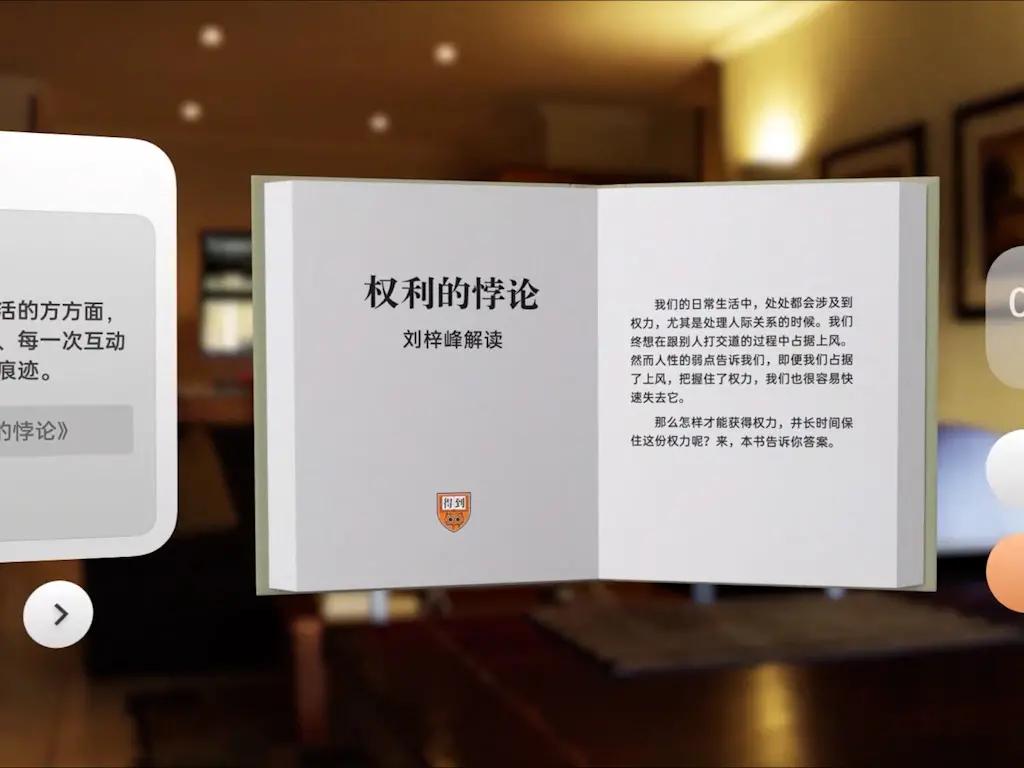 活的方方面，
、每一次互动
痕迹。
的悖论》
权利的悖论
刘梓峰解读
得到
我们的日常生活中，处处都会涉及到
权力，尤其是处理人际关系的时候。我们
终想在跟别人打交道的过程中占据上风。
然而人性的弱点告诉我们，即便我们占据
了上风，把握住了权力，我们也很容易快
速失去它。
那么怎样才能获得权力，并长时间保
住这份权力呢？来，本书告诉你答案。